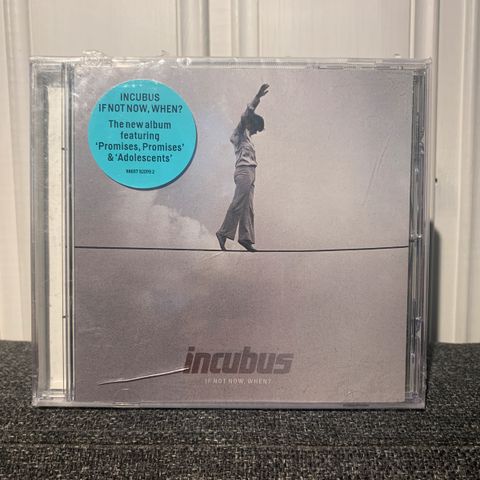 INCUBUS
IF NOT NOW, WHEN?
The new album
featuring
‘Promises, Promises’
& ‘Adolescents’
incubus
IF NOT NOW, WHEN?